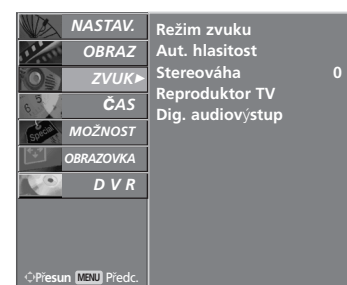 NASTAV.
OBRAZ
ZVUK
ČAS
MOŽNOST
OBRAZOVKA
D V R
Režim zvuku
Aut. hlasitost
Stereováha 0
Reproduktor TV
Dig. audiovýstup
Přesun MENU Předc.